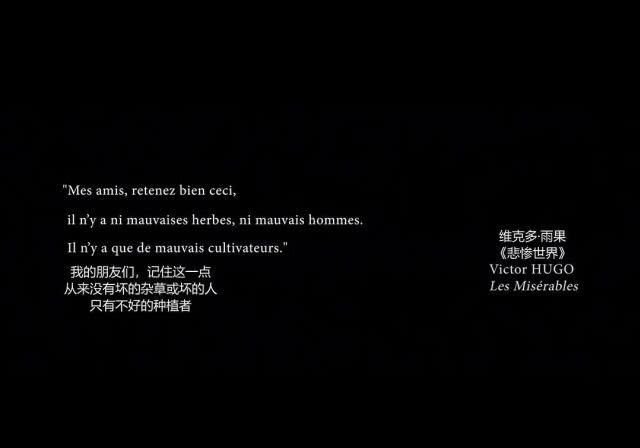 "Mes amis, retenez bien ceci,
il n'y a ni mauvaises herbes, ni mauvais hommes.
Il n'y a que de mauvais cultivateurs."
我的朋友们，记住这一点
从来没有坏的杂草或坏的人
只有不好的种植者
维克多·雨果
《悲惨世界》
Victor HUGO
Les Misérables